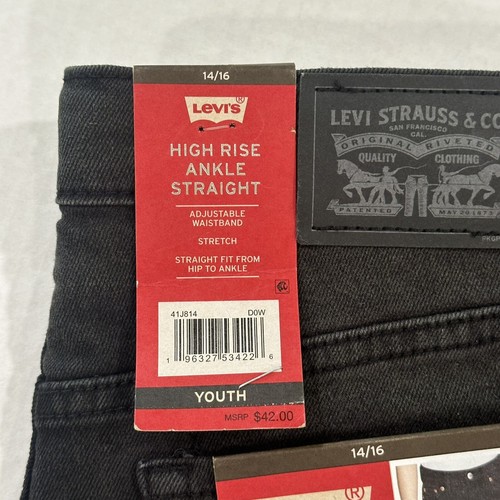 14/16
Levi's®
HIGH RISE
ANKLE
STRAIGHT
ADJUSTABLE
WAISTBAND
STRETCH
STRAIGHT FIT FROM
HIP TO ANKLE
41J814 D0W
1 96327 53422 6
YOUTH
MSRP $42.00
LEVI STRAUSS & CO
SAN FRANCISCO
CAL.
ORIGINAL RIVETED
QUALITY CLOTHING
PATENTED MAY 20 1873
14/16
®